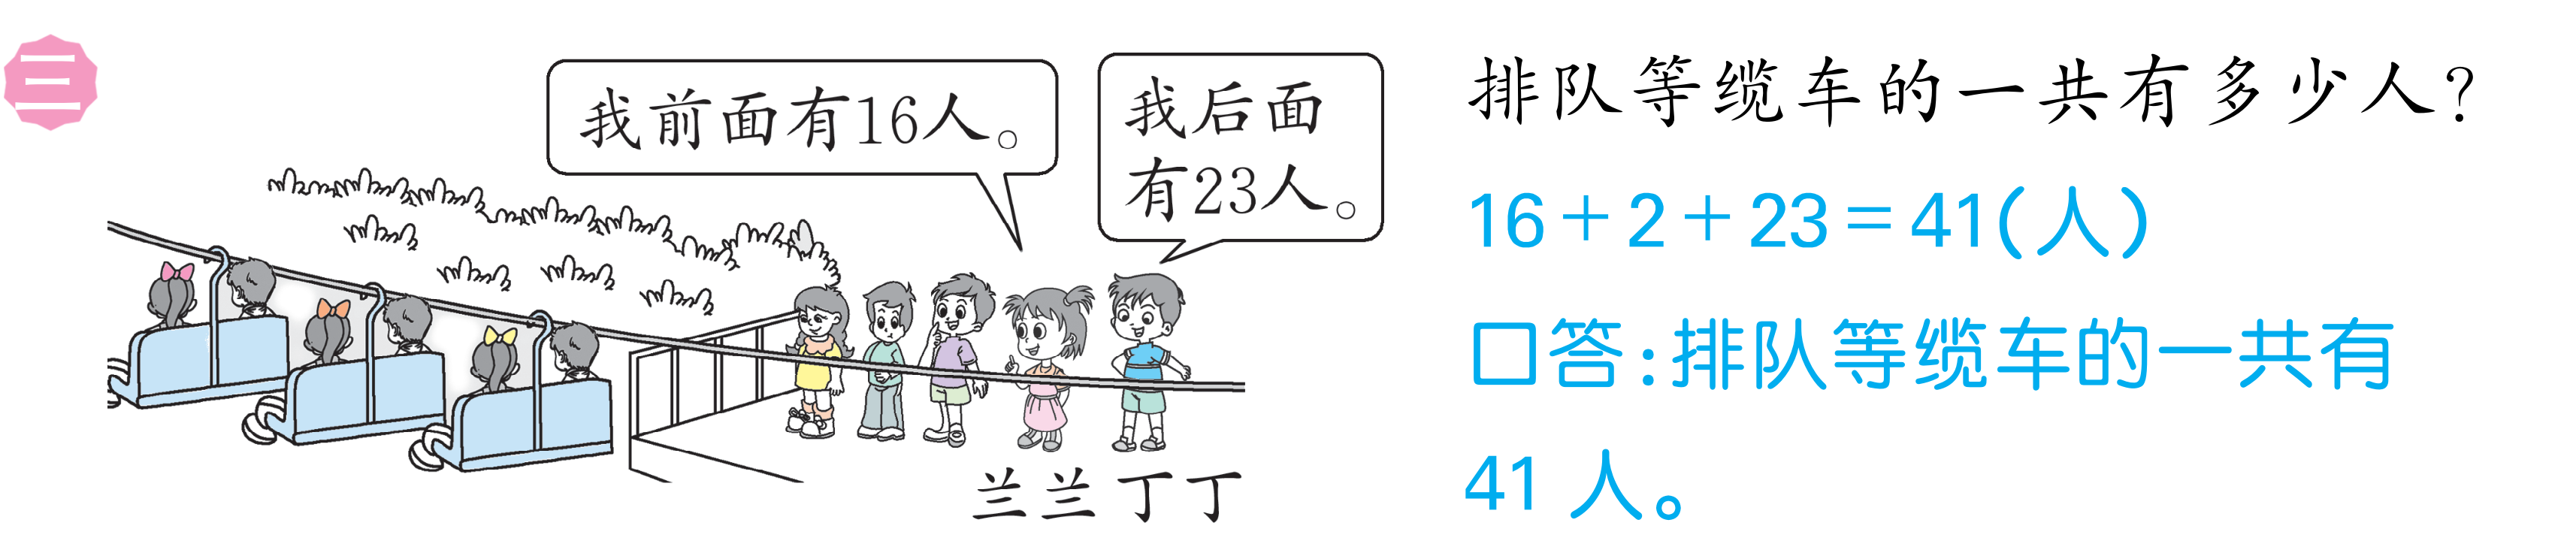 三
我前面有16人。
我后面
有23人。
兰兰 丁丁
排队等缆车的一共有多少人?
16+2+23=41(人)
口答:排队等缆车的一共有
41 人。